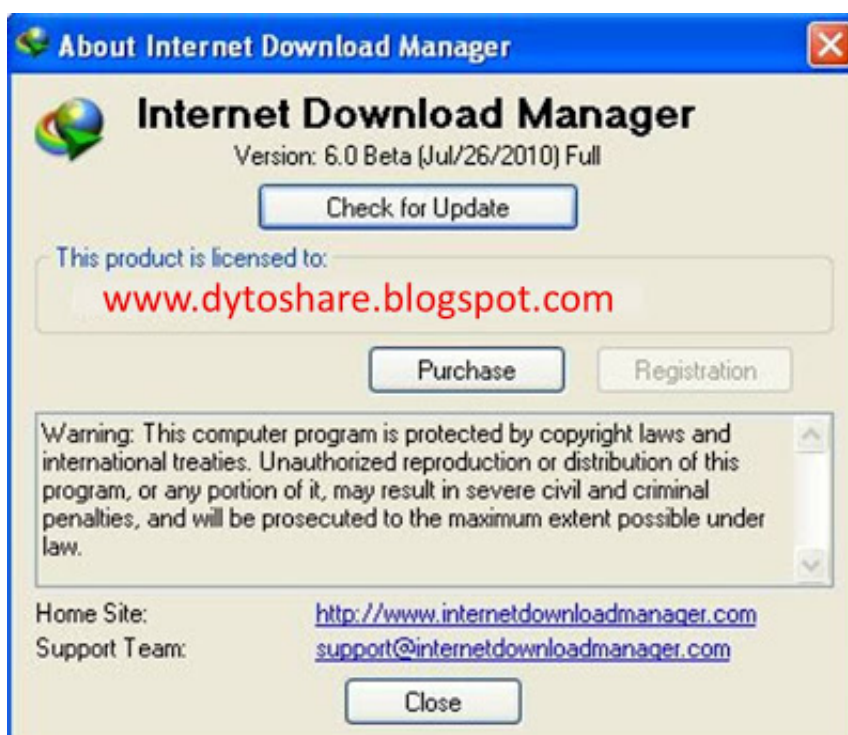 About Internet Download Manager
Internet Download Manager
Version: 6.0 Beta (Jul/26/2010) Full
Check for Update
This product is licensed to:
www.dytoshare.blogspot.com
Purchase
Registration
Warning: This computer program is protected by copyright laws and
international treaties. Unauthorized reproduction or distribution of this
program, or any portion of it, may result in severe civil and criminal
penalties, and will be prosecuted to the maximum extent possible under
law.
Home Site: http://www.internetdownloadmanager.com
Support Team: support@internetdownloadmanager.com
Close